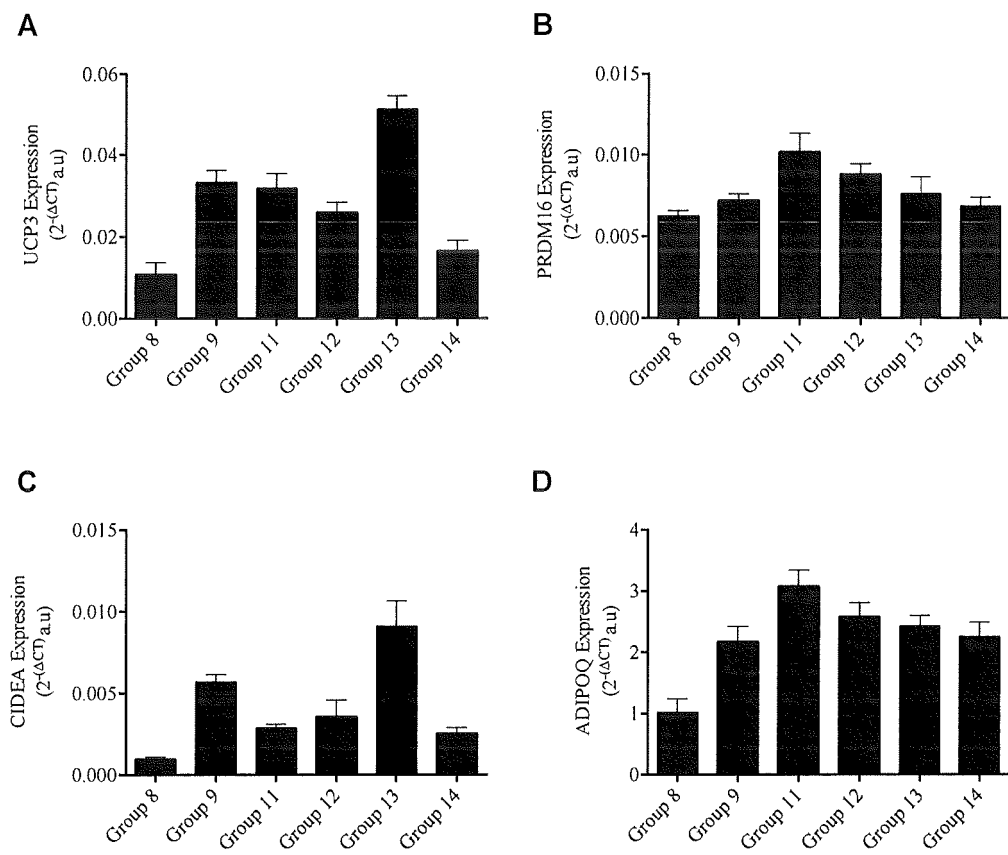 A
UCP3 Expression
(2-(ΔCT) a.u)
0.06
0.04
0.02
0.00
Group 8
Group 9
Group 11
Group 12
Group 13
Group 14
B
PRDM16 Expression
(2-(ΔCT) a.u)
0.015
0.010
0.005
0.000
Group 8
Group 9
Group 11
Group 12
Group 13
Group 14
C
CIDEA Expression
(2-(ΔCT) a.u)
0.015
0.010
0.005
0.000
Group 8
Group 9
Group 11
Group 12
Group 13
Group 14
D
ADIPOQ Expression
(2-(ΔCT) a.u)
4
3
2
1
0
Group 8
Group 9
Group 11
Group 12
Group 13
Group 14